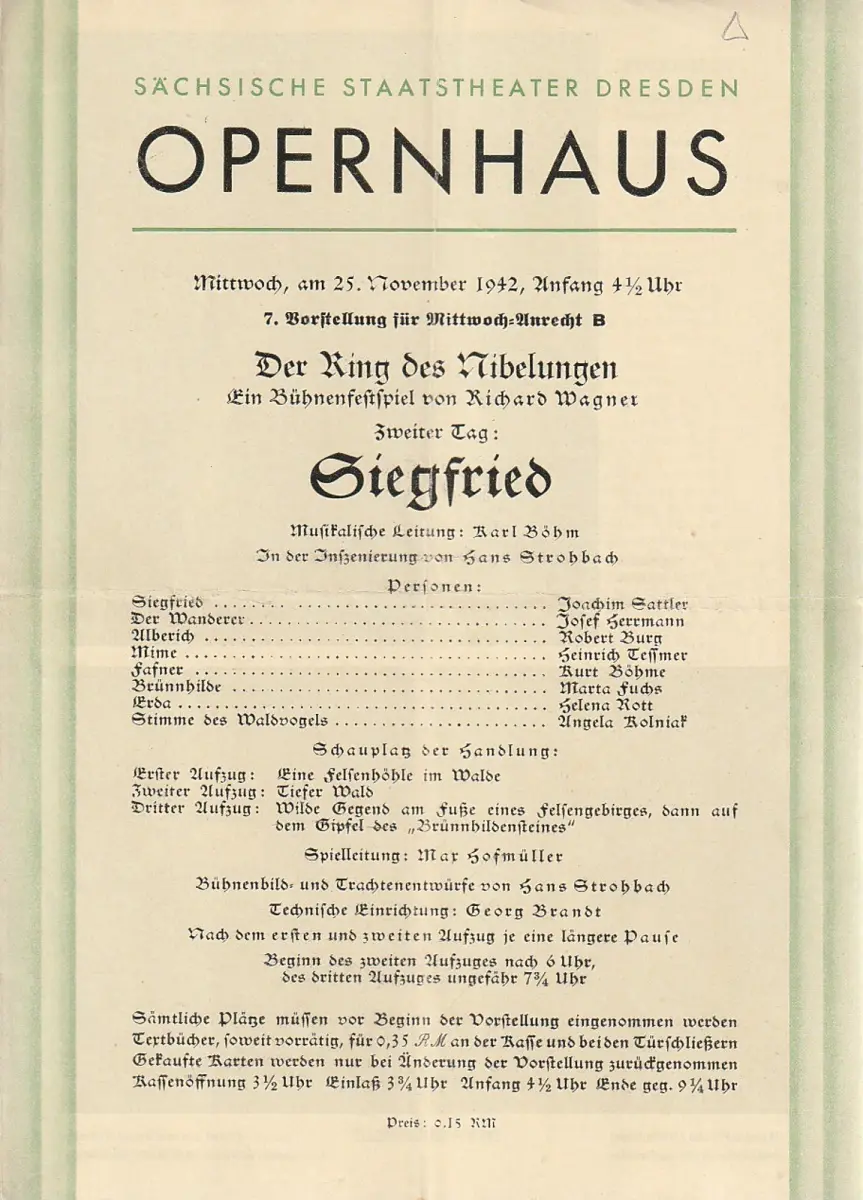 SÄCHSISCHE STAATSTHEATER DRESDEN
OPERNHAUS
Mittwoch, am 25. November 1942, Anfang 4½ Uhr
7. Vorstellung für Mittwoch-Anrecht B
Der Ring des Nibelungen
Ein Bühnenfestspiel von Richard Wagner
Zweiter Tag:
Siegfried
Musikalische Leitung: Karl Böhm
In der Inszenierung von Hans Strohbach
Personen:
Siegfried .......... Joachim Sattler
Der Wanderer .......... Josef Herrmann
Alberich .......... Robert Burg
Mime .......... Heinrich Tessmer
Fafner .......... Kurt Böhme
Brünnhilde .......... Marta Fuchs
Erda .......... Helena Rott
Stimme des Waldvogels .......... Angela Kolniak
Schauplatz der Handlung:
Erster Aufzug: Eine Felsenhöhle im Walde
Zweiter Aufzug: Tiefer Wald
Dritter Aufzug: Wilde Gegend am Fuße eines Felsengebirges, dann auf
dem Gipfel des „Brünnhildensteines"
Spielleitung: Max Hofmüller
Bühnenbild- und Trachtenentwürfe von Hans Strohbach
Technische Einrichtung: Georg Brandt
Nach dem ersten und zweiten Aufzug je eine längere Pause
Beginn des zweiten Aufzuges nach 6 Uhr,
des dritten Aufzuges ungefähr 7¾ Uhr
Sämtliche Plätze müssen vor Beginn der Vorstellung eingenommen werden
Textbücher, soweit vorrätig, für 0,35 RM an der Kasse und bei den Türschließern
Gekaufte Karten werden nur bei Änderung der Vorstellung zurückgenommen
Kassenöffnung 3½ Uhr Einlaß 3¾ Uhr Anfang 4½ Uhr Ende geg. 9¼ Uhr
Preis: 0.15 RM